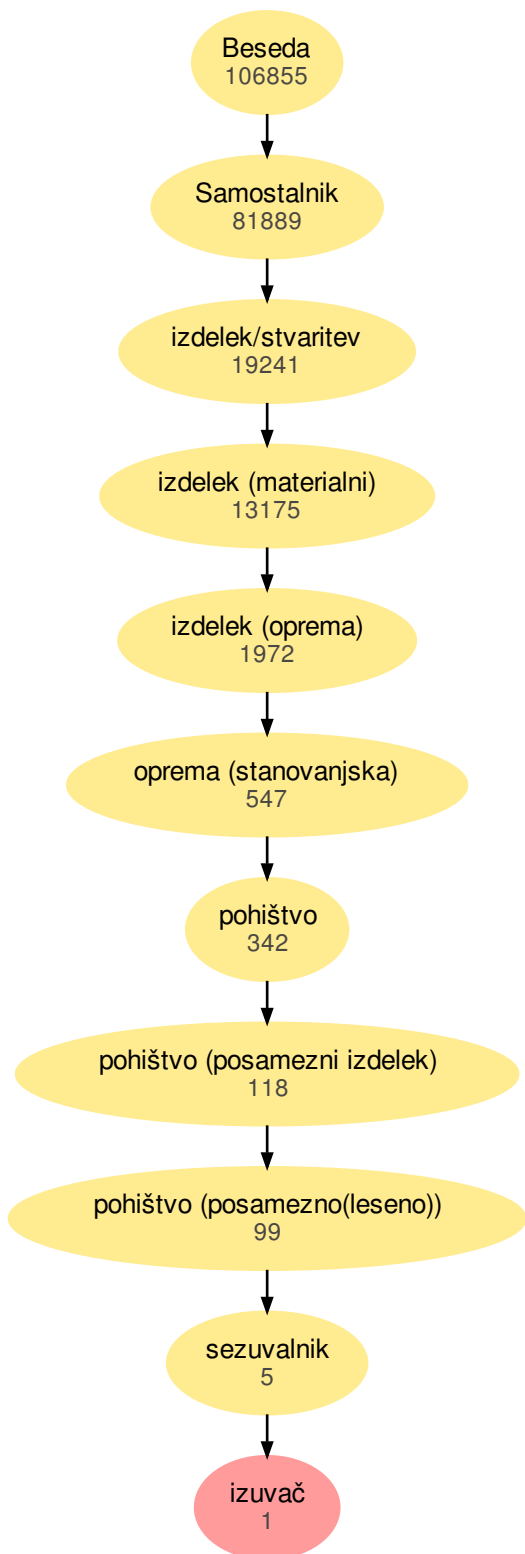 Beseda
106855
Samostalnik
81889
izdelek/stvaritev
19241
izdelek (materialni)
13175
izdelek (oprema)
1972
oprema (stanovanjska)
547
pohištvo
342
pohištvo (posamezni izdelek)
118
pohištvo (posamezno(leseno))
99
sezuvalnik
5
izuvač
1